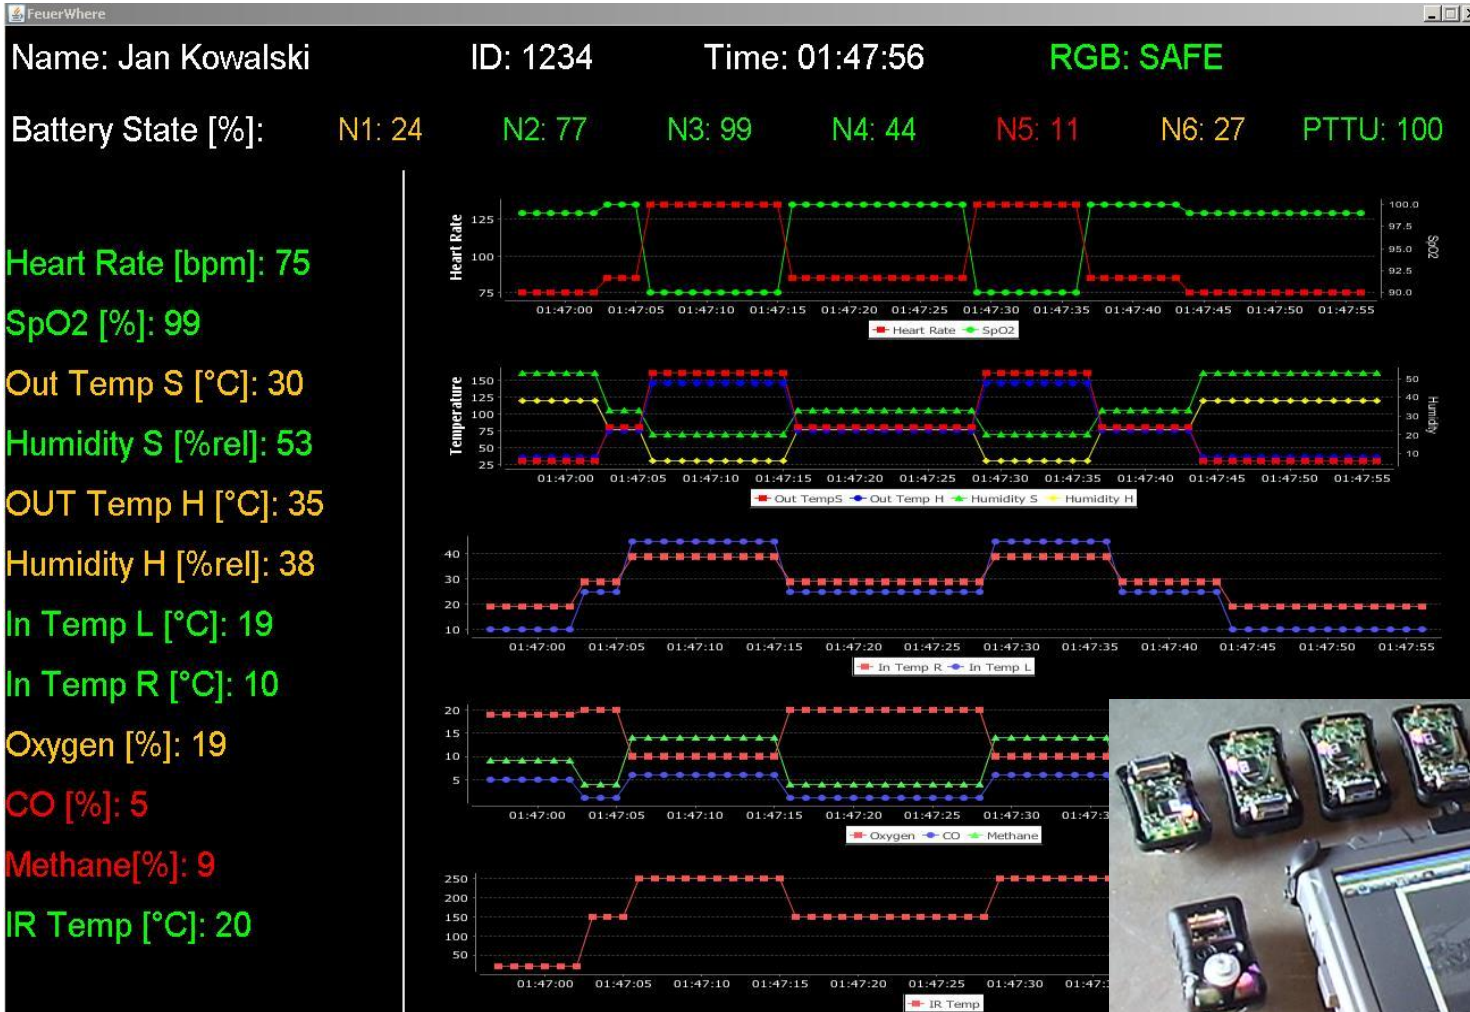 FeuerWhere
Name: Jan Kowalski ID: 1234 Time: 01:47:56 RGB: SAFE
Battery State [%]: N1: 24 N2: 77 N3: 99 N4: 44 N5: 11 N6: 27 PTTU: 100
Heart Rate [bpm]: 75
SpO2 [%]: 99
Out Temp S [°C]: 30
Humidity S [%rel]: 53
OUT Temp H [°C]: 35
Humidity H [%rel]: 38
In Temp L [°C]: 19
In Temp R [°C]: 10
Oxygen [%]: 19
CO [%]: 5
Methane[%]: 9
IR Temp [°C]: 20
Heart Rate
125
100
75
100.0
97.5
95.0
92.5
90.0
SpO2
01:47:00 01:47:05 01:47:10 01:47:15 01:47:20 01:47:25 01:47:30 01:47:35 01:47:40 01:47:45 01:47:50 01:47:55
Heart Rate SpO2
Temperature
150
125
100
75
50
25
50
40
30
20
10
Humidity
01:47:00 01:47:05 01:47:10 01:47:15 01:47:20 01:47:25 01:47:30 01:47:35 01:47:40 01:47:45 01:47:50 01:47:55
Out TempS Out Temp H Humidity S Humidity H
40
30
20
10
01:47:00 01:47:05 01:47:10 01:47:15 01:47:20 01:47:25 01:47:30 01:47:35 01:47:40 01:47:45 01:47:50 01:47:55
In Temp R In Temp L
20
15
10
5
01:47:00 01:47:05 01:47:10 01:47:15 01:47:20 01:47:25 01:47:30 01:47:3
Oxygen CO Methane
250
200
150
100
50
01:47:00 01:47:05 01:47:10 01:47:15 01:47:20 01:47:25 01:47:30 01:47:3
IR Temp